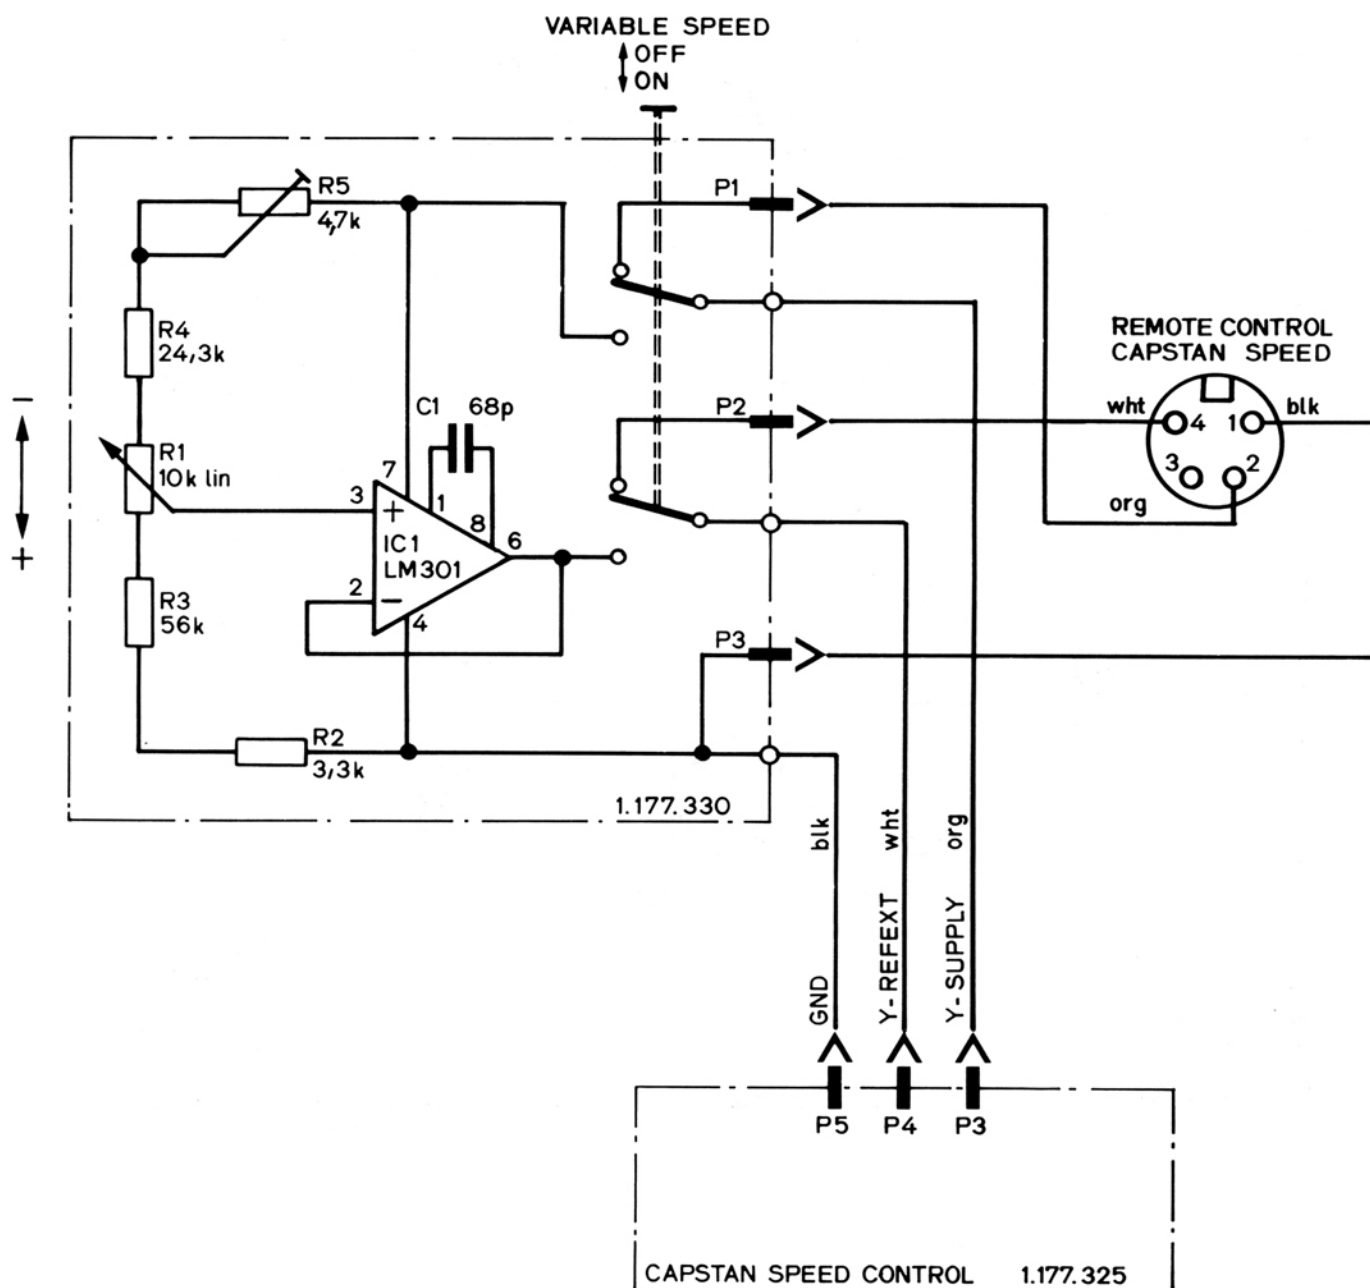 VARIABLE SPEED
OFF
ON
R5
4,7k
P1
R4
24,3k
REMOTE CONTROL
CAPSTAN SPEED
−
C1 68p
P2
wht
4
1
blk
R1
10k lin
7
3
2
3
+
1
org
8
6
IC1
LM301
+
2
−
R3
56k
4
P3
R2
3,3k
1.177.330
blk
wht
org
GND
Y-REFEXT
Y-SUPPLY
P5 P4 P3
CAPSTAN SPEED CONTROL 1.177.325